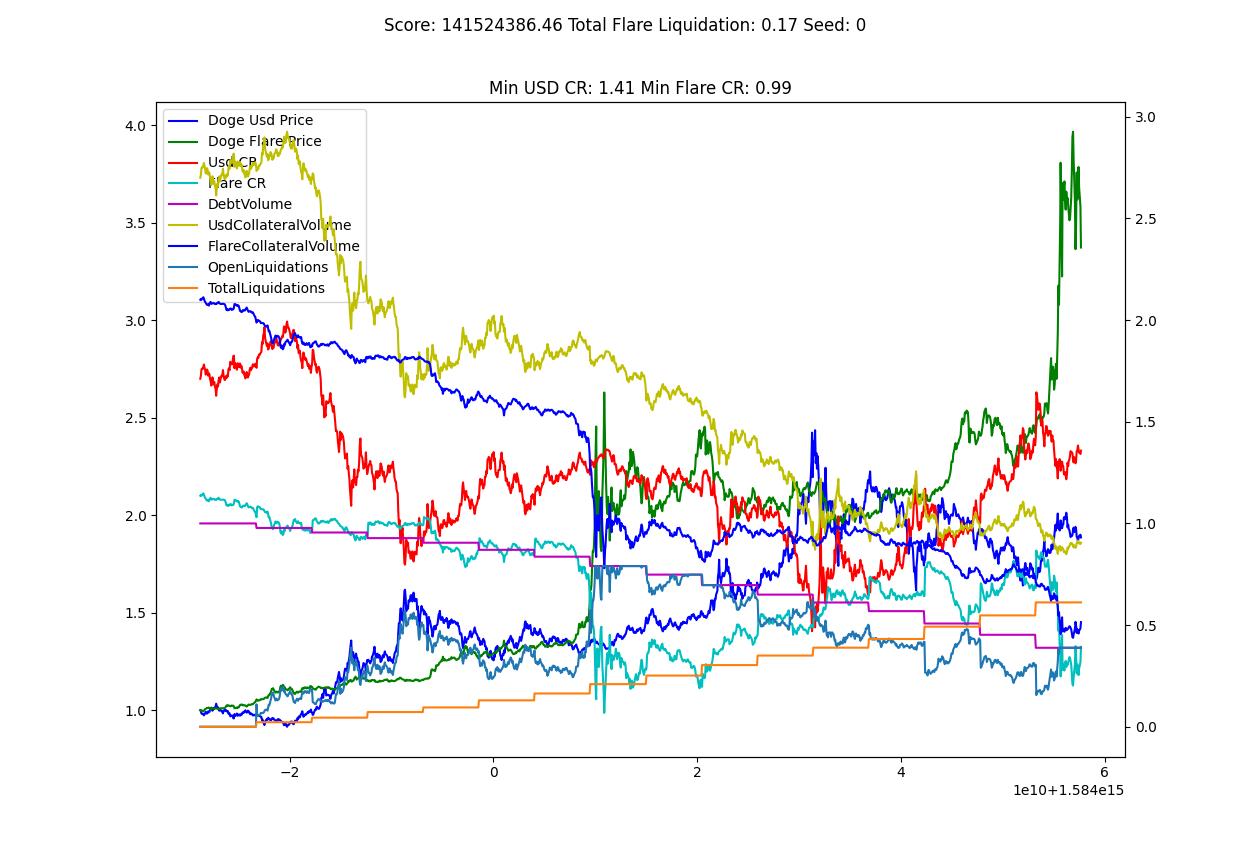 Score: 141524386.46 Total Flare Liquidation: 0.17 Seed: 0
Min USD CR: 1.41 Min Flare CR: 0.99
Doge Usd Price
Doge Flare Price
Usd CR
Flare CR
DebtVolume
UsdCollateralVolume
FlareCollateralVolume
OpenLiquidations
TotalLiquidations
4.0
3.5
3.0
2.5
2.0
1.5
1.0
3.0
2.5
2.0
1.5
1.0
0.5
0.0
−2
0
2
4
6
1e10+1.584e15